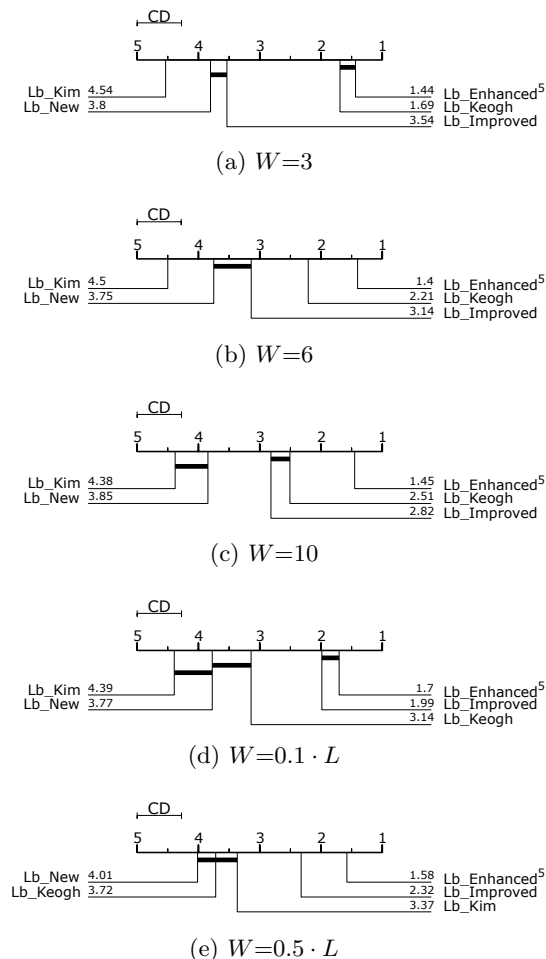 CD
5 4 3 2 1
Lb_Kim 4.54 1.44 Lb_Enhanced⁵
Lb_New 3.8 1.69 Lb_Keogh
3.54 Lb_Improved
(a) W=3
CD
5 4 3 2 1
Lb_Kim 4.5 1.4 Lb_Enhanced⁵
Lb_New 3.75 2.21 Lb_Keogh
3.14 Lb_Improved
(b) W=6
CD
5 4 3 2 1
Lb_Kim 4.38 1.45 Lb_Enhanced⁵
Lb_New 3.85 2.51 Lb_Keogh
2.82 Lb_Improved
(c) W=10
CD
5 4 3 2 1
Lb_Kim 4.39 1.7 Lb_Enhanced⁵
Lb_New 3.77 1.99 Lb_Improved
3.14 Lb_Keogh
(d) W=0.1 · L
CD
5 4 3 2 1
Lb_New 4.01 1.58 Lb_Enhanced⁵
Lb_Keogh 3.72 2.32 Lb_Improved
3.37 Lb_Kim
(e) W=0.5 · L